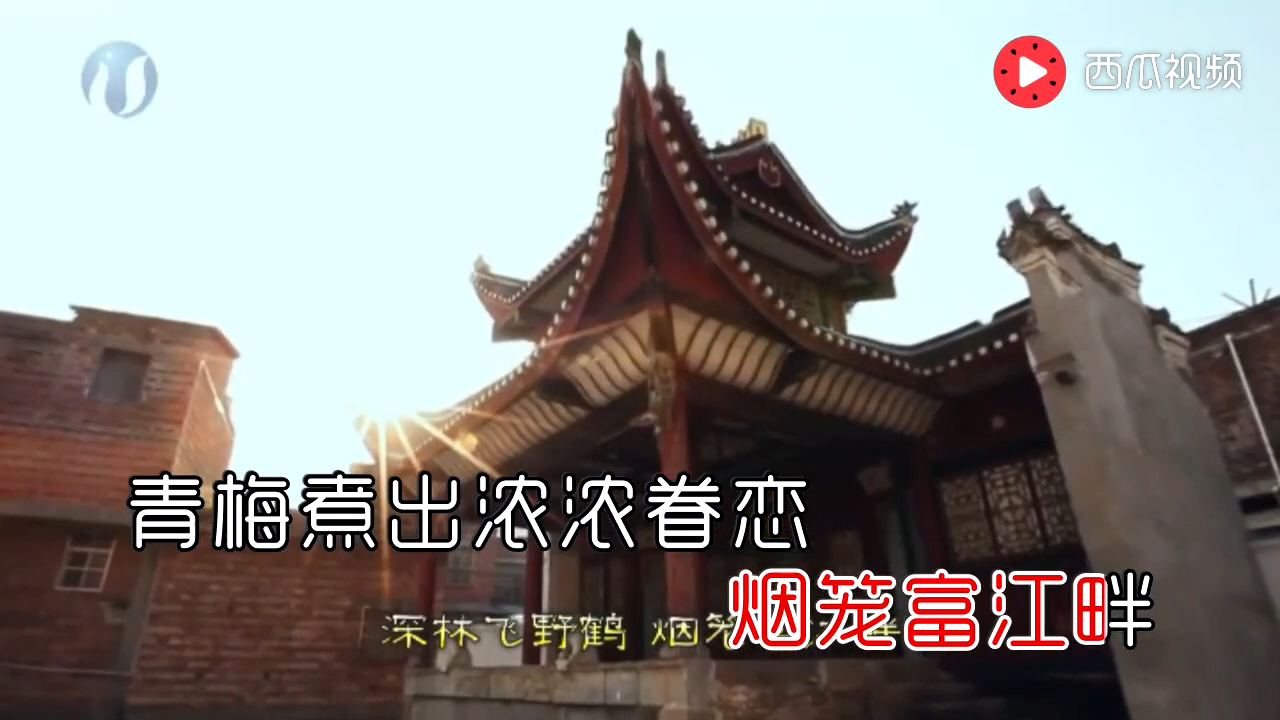 西瓜视频
青梅煮出浓浓眷恋
烟笼富江畔
深林飞野鹤 烟笼